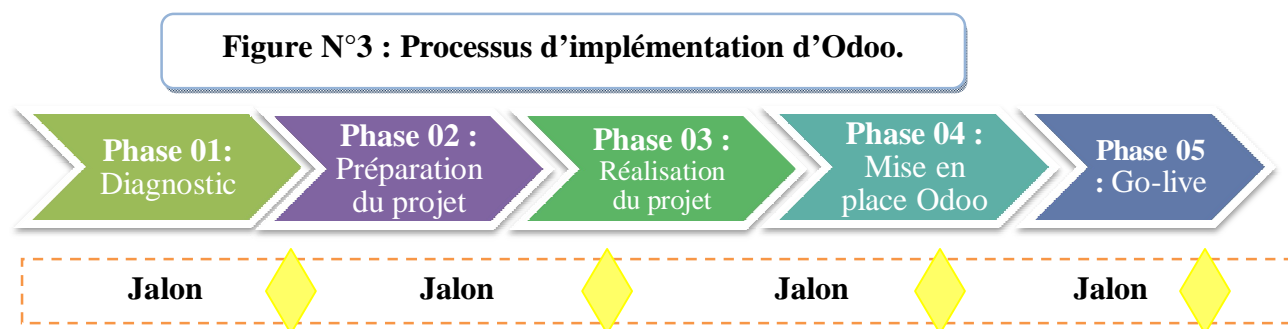 Figure N°3 : Processus d’implémentation d’Odoo.
Phase 01:
Diagnostic
Phase 02 :
Préparation
du projet
Phase 03 :
Réalisation
du projet
Phase 04 :
Mise en
place Odoo
Phase 05
: Go-live
Jalon
Jalon
Jalon
Jalon